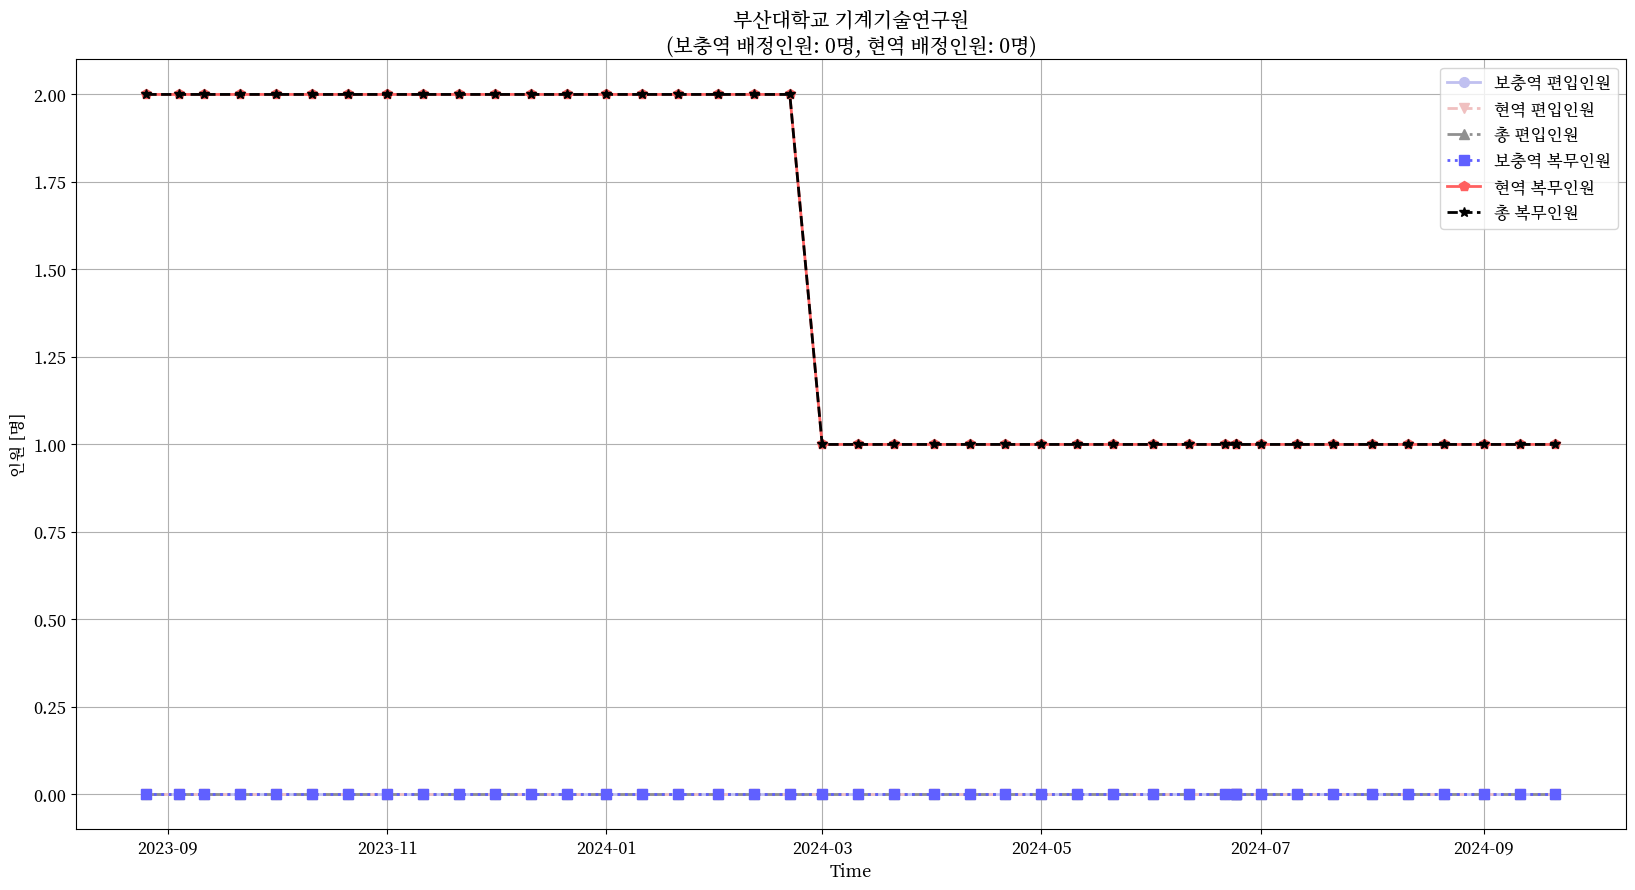 부산대학교 기계기술연구원
(보충역 배정인원: 0명, 현역 배정인원: 0명)
보충역 편입인원
현역 편입인원
총 편입인원
보충역 복무인원
현역 복무인원
총 복무인원
인원 [명]
2.00
1.75
1.50
1.25
1.00
0.75
0.50
0.25
0.00
2023-09
2023-11
2024-01
2024-03
2024-05
2024-07
2024-09
Time